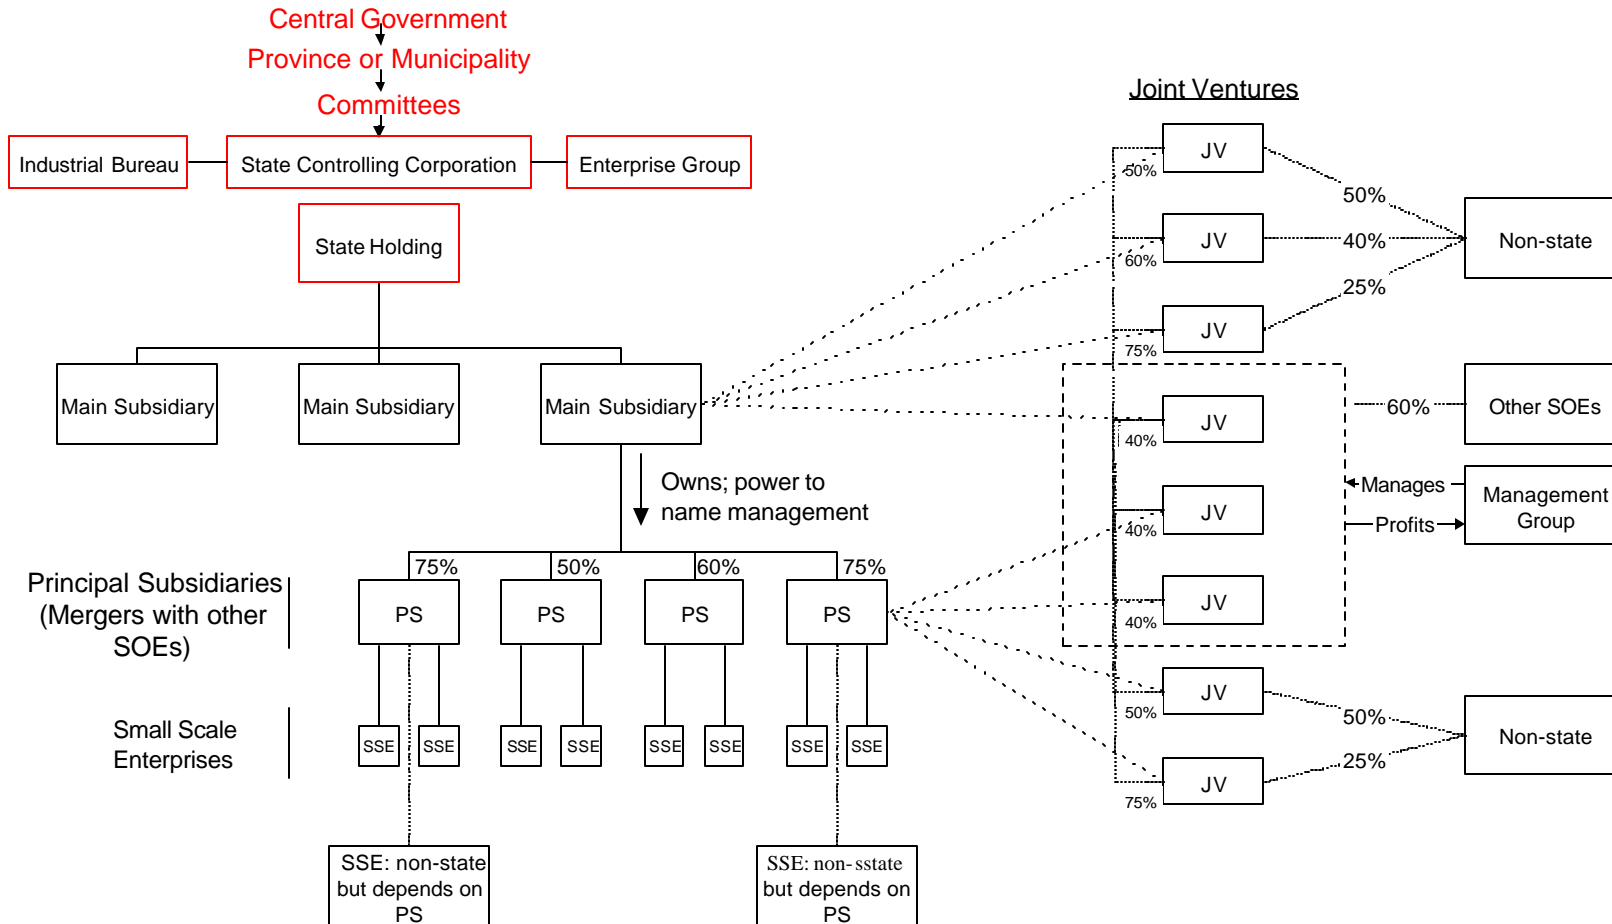 Central Government
Province or Municipality
Committees
Industrial Bureau
State Controlling Corporation
Enterprise Group
State Holding
Main Subsidiary
Main Subsidiary
Main Subsidiary
Owns; power to
name management
Principal Subsidiaries
(Mergers with other
SOEs)
75%
50%
60%
75%
PS
PS
PS
PS
Small Scale
Enterprises
SSE
SSE
SSE
SSE
SSE
SSE
SSE
SSE
SSE: non-state
but depends on
PS
SSE: non-sstate
but depends on
PS
Joint Ventures
JV
50%
JV
60%
JV
75%
JV
40%
JV
40%
JV
40%
JV
50%
JV
75%
50%
40%
25%
Non-state
60%
Other SOEs
Manages
Profits
Management
Group
50%
25%
Non-state